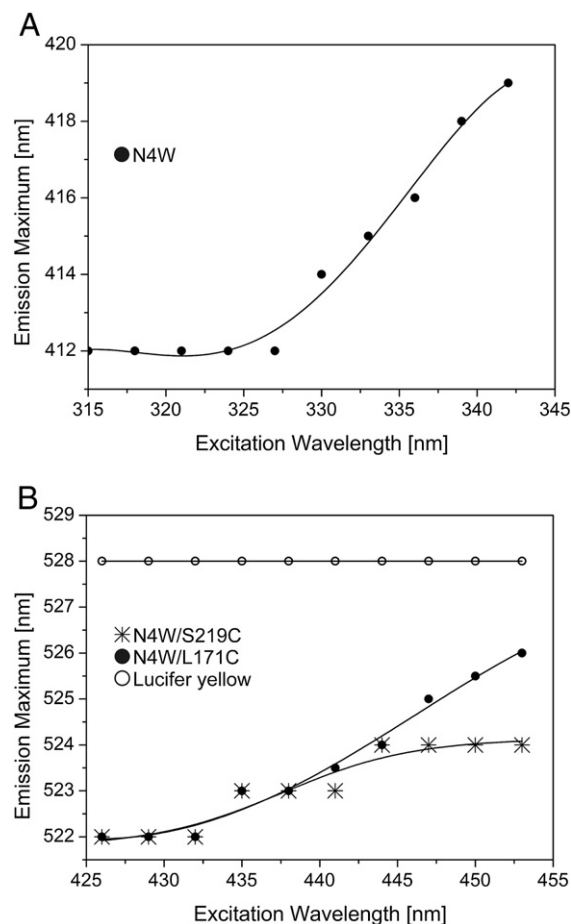 A
420
418
416
414
412
Emission Maximum [nm]
● N4W
315 320 325 330 335 340 345
Excitation Wavelength [nm]
B
529
528
527
526
525
524
523
522
Emission Maximum [nm]
N4W/S219C
N4W/L171C
Lucifer yellow
425 430 435 440 445 450 455
Excitation Wavelength [nm]